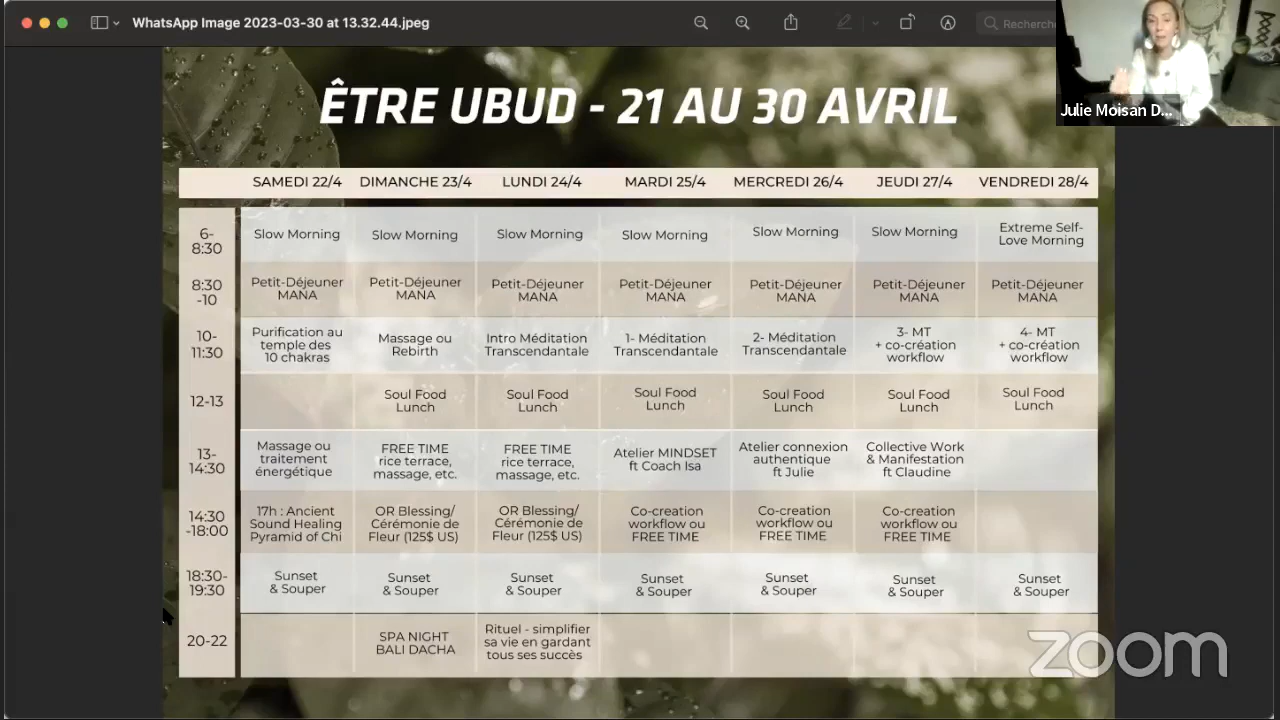 WhatsApp Image 2023-03-30 at 13.32.44.jpeg
Recherch
Julie Moisan D...
ÊTRE UBUD - 21 AU 30 AVRIL
SAMEDI 22/4 DIMANCHE 23/4 LUNDI 24/4 MARDI 25/4 MERCREDI 26/4 JEUDI 27/4 VENDREDI 28/4
6-
8:30
Slow Morning
Slow Morning
Slow Morning
Slow Morning
Slow Morning
Slow Morning
Extreme Self-
Love Morning
8:30
-10
Petit-Déjeuner
MANA
Petit-Déjeuner
MANA
Petit-Déjeuner
MANA
Petit-Déjeuner
MANA
Petit-Déjeuner
MANA
Petit-Déjeuner
MANA
Petit-Déjeuner
MANA
10-
11:30
Purification au
temple des
10 chakras
Massage ou
Rebirth
Intro Méditation
Transcendantale
1- Méditation
Transcendantale
2- Méditation
Transcendantale
3- MT
+ co-création
workflow
4- MT
+ co-création
workflow
12-13
Soul Food
Lunch
Soul Food
Lunch
Soul Food
Lunch
Soul Food
Lunch
Soul Food
Lunch
Soul Food
Lunch
13-
14:30
Massage ou
traitement
énergétique
FREE TIME
rice terrace,
massage, etc.
FREE TIME
rice terrace,
massage, etc.
Atelier MINDSET
ft Coach Isa
Atelier connexion
authentique
ft Julie
Collective Work
& Manifestation
ft Claudine
14:30
-18:00
17h : Ancient
Sound Healing
Pyramid of Chi
OR Blessing/
Cérémonie de
Fleur (125$ US)
OR Blessing/
Cérémonie de
Fleur (125$ US)
Co-creation
workflow ou
FREE TIME
Co-creation
workflow ou
FREE TIME
Co-creation
workflow ou
FREE TIME
18:30-
19:30
Sunset
& Souper
Sunset
& Souper
Sunset
& Souper
Sunset
& Souper
Sunset
& Souper
Sunset
& Souper
Sunset
& Souper
20-22
SPA NIGHT
BALI DACHA
Rituel - simplifier
sa vie en gardant
tous ses succès
zoom